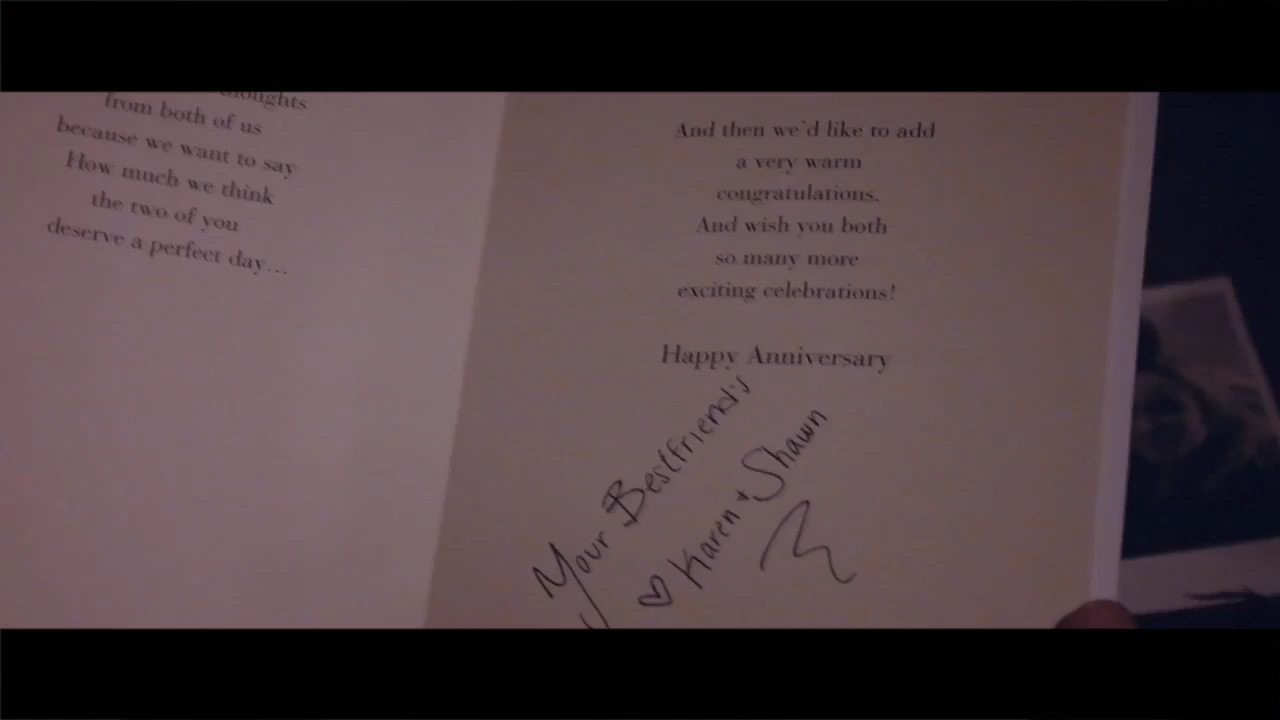 thoughts
from both of us
because we want to say
How much we think
the two of you
deserve a perfect day...
And then we'd like to add
a very warm
congratulations,
And wish you both
so many more
exciting celebrations!
Happy Anniversary
Your Bestfriend's
♡ Karen + Shawn